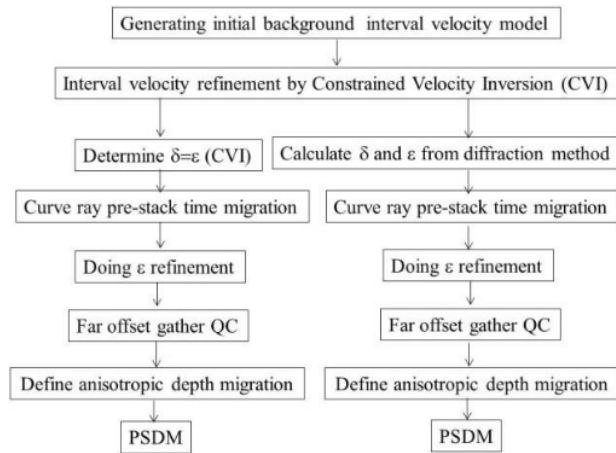 Generating initial background interval velocity model
Interval velocity refinement by Constrained Velocity Inversion (CVI)
Determine δ=ε (CVI)
Calculate δ and ε from diffraction method
Curve ray pre-stack time migration
Curve ray pre-stack time migration
Doing ε refinement
Doing ε refinement
Far offset gather QC
Far offset gather QC
Define anisotropic depth migration
Define anisotropic depth migration
PSDM
PSDM